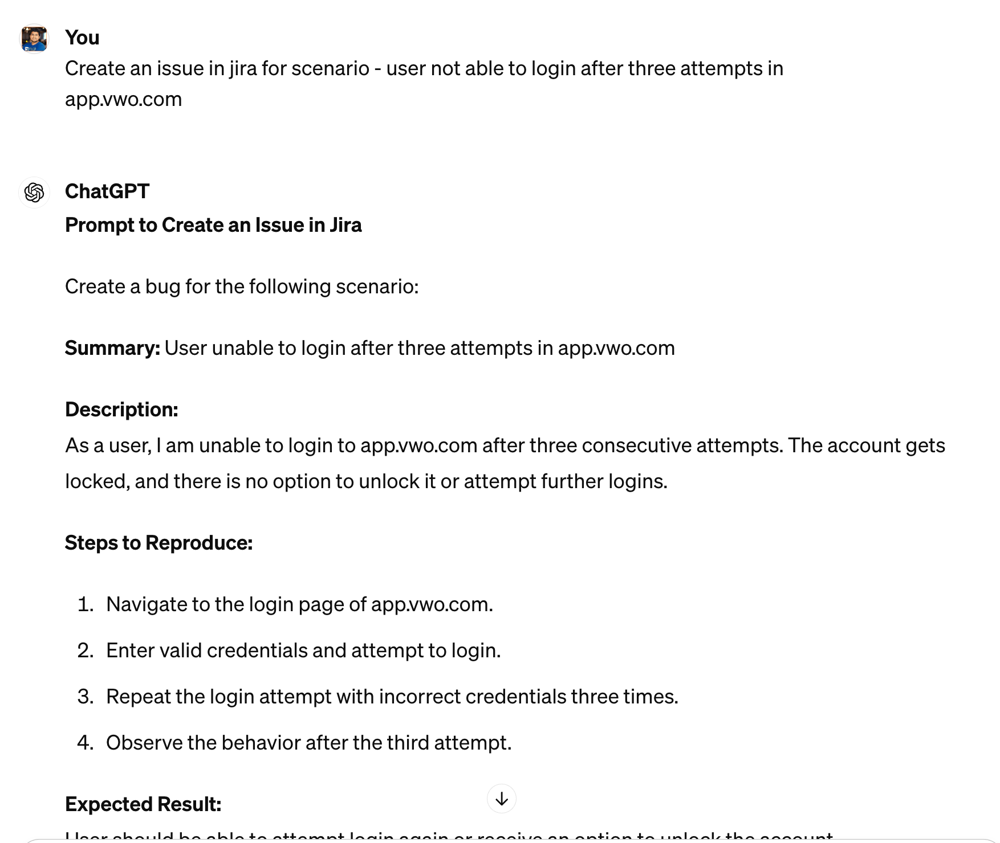 You
Create an issue in jira for scenario - user not able to login after three attempts in
app.vwo.com
ChatGPT
Prompt to Create an Issue in Jira
Create a bug for the following scenario:
Summary: User unable to login after three attempts in app.vwo.com
Description:
As a user, I am unable to login to app.vwo.com after three consecutive attempts. The account gets
locked, and there is no option to unlock it or attempt further logins.
Steps to Reproduce:
1. Navigate to the login page of app.vwo.com.
2. Enter valid credentials and attempt to login.
3. Repeat the login attempt with incorrect credentials three times.
4. Observe the behavior after the third attempt.
Expected Result:
User should be able to attempt login again or receive an option to unlock the account